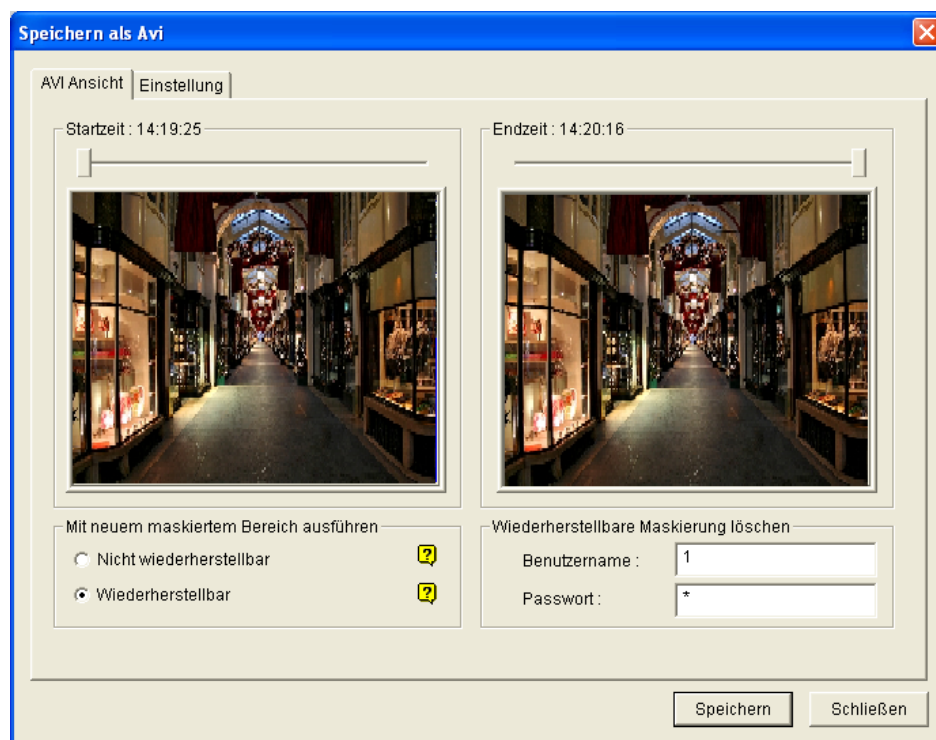 Speichern als Avi
AVI Ansicht
Einstellung
Startzeit : 14:19:25
Endzeit : 14:20:16
Mit neuem maskiertem Bereich ausführen
Nicht wiederherstellbar
?
Wiederherstellbar
?
Wiederherstellbare Maskierung löschen
Benutzername :
1
Passwort :
*
Speichern
Schließen